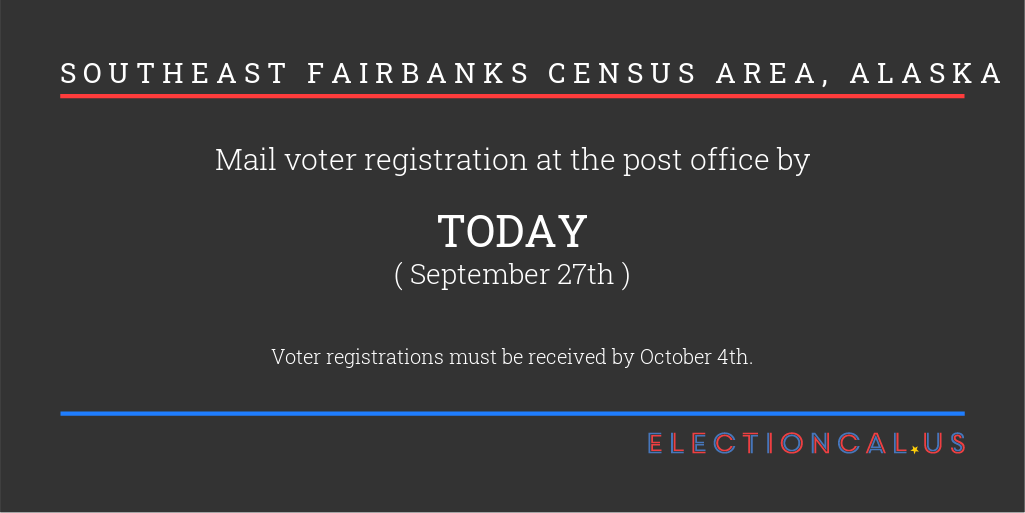 SOUTHEAST FAIRBANKS CENSUS AREA, ALASKA
Mail voter registration at the post office by
TODAY
( September 27th )
Voter registrations must be received by October 4th.
ELECTIONCAL.US